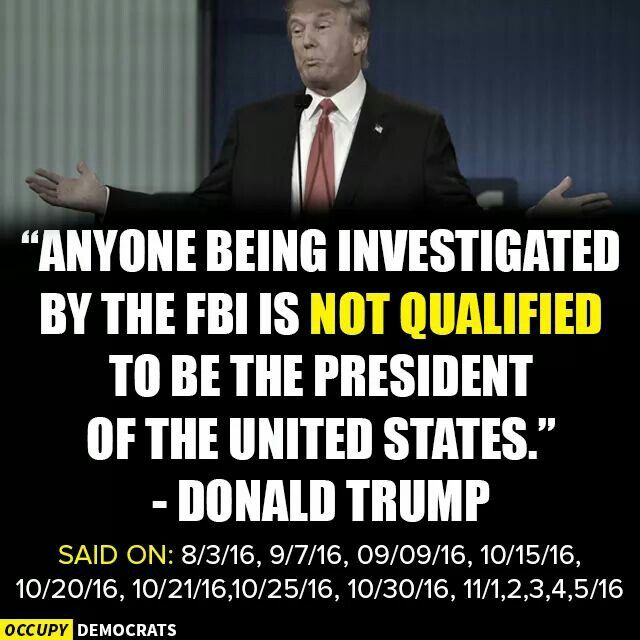 “ANYONE BEING INVESTIGATED
BY THE FBI IS NOT QUALIFIED
TO BE THE PRESIDENT
OF THE UNITED STATES.”
- DONALD TRUMP
SAID ON: 8/3/16, 9/7/16, 09/09/16, 10/15/16,
10/20/16, 10/21/16,10/25/16, 10/30/16, 11/1,2,3,4,5/16
OCCUPY DEMOCRATS